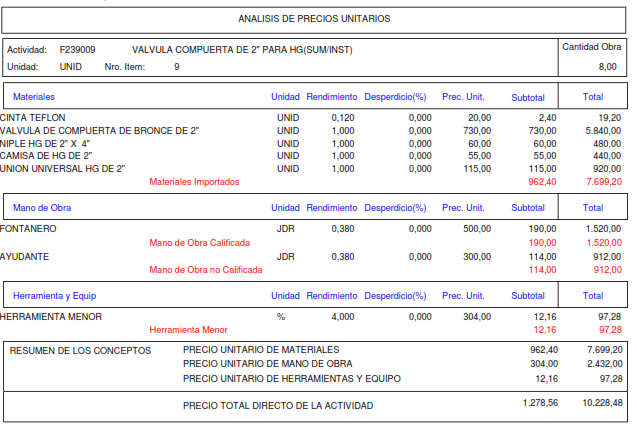 ANALISIS DE PRECIOS UNITARIOS
Actividad: F239009 VALVULA COMPUERTA DE 2" PARA HG(SUM/INST) Cantidad Obra
Unidad: UNID Nro. Item: 9 8,00
Materiales Unidad Rendimiento Desperdicio(%) Prec. Unit. Subtotal Total
CINTA TEFLON UNID 0,120 0,000 20,00 2,40 19,20
VALVULA DE COMPUERTA DE BRONCE DE 2" UNID 1,000 0,000 730,00 730,00 5.840,00
NIPLE HG DE 2" X 4" UNID 1,000 0,000 60,00 60,00 480,00
CAMISA DE HG DE 2" UNID 1,000 0,000 55,00 55,00 440,00
UNION UNIVERSAL HG DE 2" UNID 1,000 0,000 115,00 115,00 920,00
Materiales Importados 962,40 7.699,20
Mano de Obra Unidad Rendimiento Desperdicio(%) Prec. Unit. Subtotal Total
FONTANERO JDR 0,380 0,000 500,00 190,00 1.520,00
Mano de Obra Calificada 190,00 1.520,00
AYUDANTE JDR 0,380 0,000 300,00 114,00 912,00
Mano de Obra no Calificada 114,00 912,00
Herramienta y Equip Unidad Rendimiento Desperdicio(%) Prec. Unit. Subtotal Total
HERRAMIENTA MENOR % 4,000 0,000 304,00 12,16 97,28
Herramienta Menor 12,16 97,28
RESUMEN DE LOS CONCEPTOS PRECIO UNITARIO DE MATERIALES 962,40 7.699,20
PRECIO UNITARIO DE MANO DE OBRA 304,00 2.432,00
PRECIO UNITARIO DE HERRAMIENTAS Y EQUIPO 12,16 97,28
PRECIO TOTAL DIRECTO DE LA ACTIVIDAD 1.278,56 10.228,48